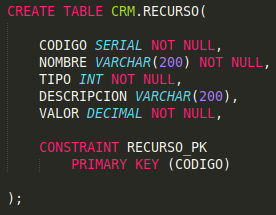 CREATE TABLE CRM.RECURSO(
CODIGO SERIAL NOT NULL,
NOMBRE VARCHAR(200) NOT NULL,
TIPO INT NOT NULL,
DESCRIPCION VARCHAR(200),
VALOR DECIMAL NOT NULL,
CONSTRAINT RECURSO_PK
PRIMARY KEY (CODIGO)
);